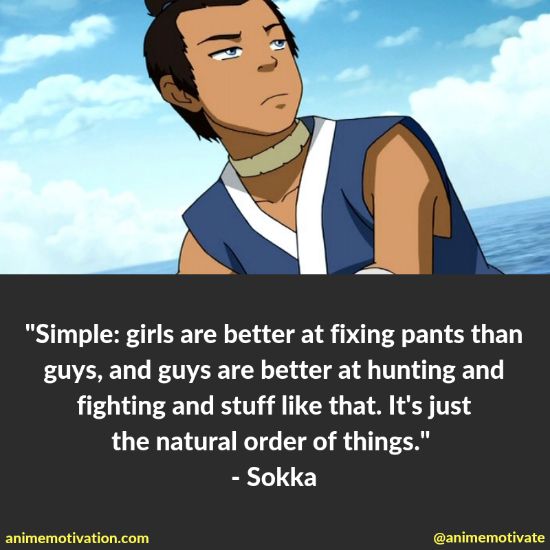 "Simple: girls are better at fixing pants than
guys, and guys are better at hunting and
fighting and stuff like that. It's just
the natural order of things."
- Sokka
animemotivation.com
@animemotivate